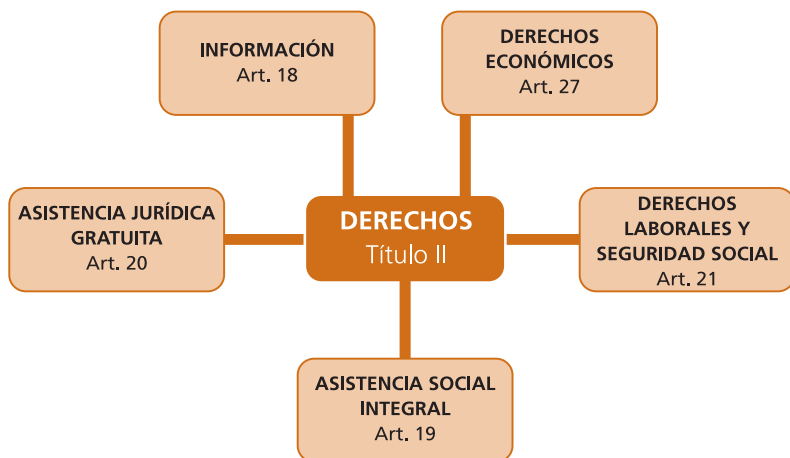 INFORMACIÓN
Art. 18
DERECHOS
ECONÓMICOS
Art. 27
ASISTENCIA JURÍDICA
GRATUITA
Art. 20
DERECHOS
Título II
DERECHOS
LABORALES Y
SEGURIDAD SOCIAL
Art. 21
ASISTENCIA SOCIAL
INTEGRAL
Art. 19